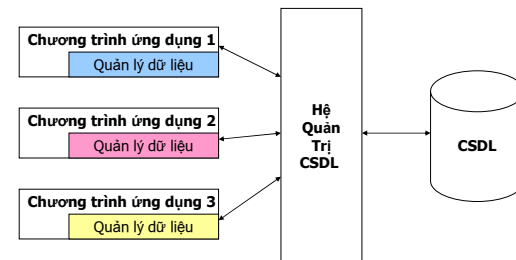 Chương trình ứng dụng 1
Quản lý dữ liệu
Chương trình ứng dụng 2
Quản lý dữ liệu
Chương trình ứng dụng 3
Quản lý dữ liệu
Hệ
Quản
Trị
CSDL
CSDL